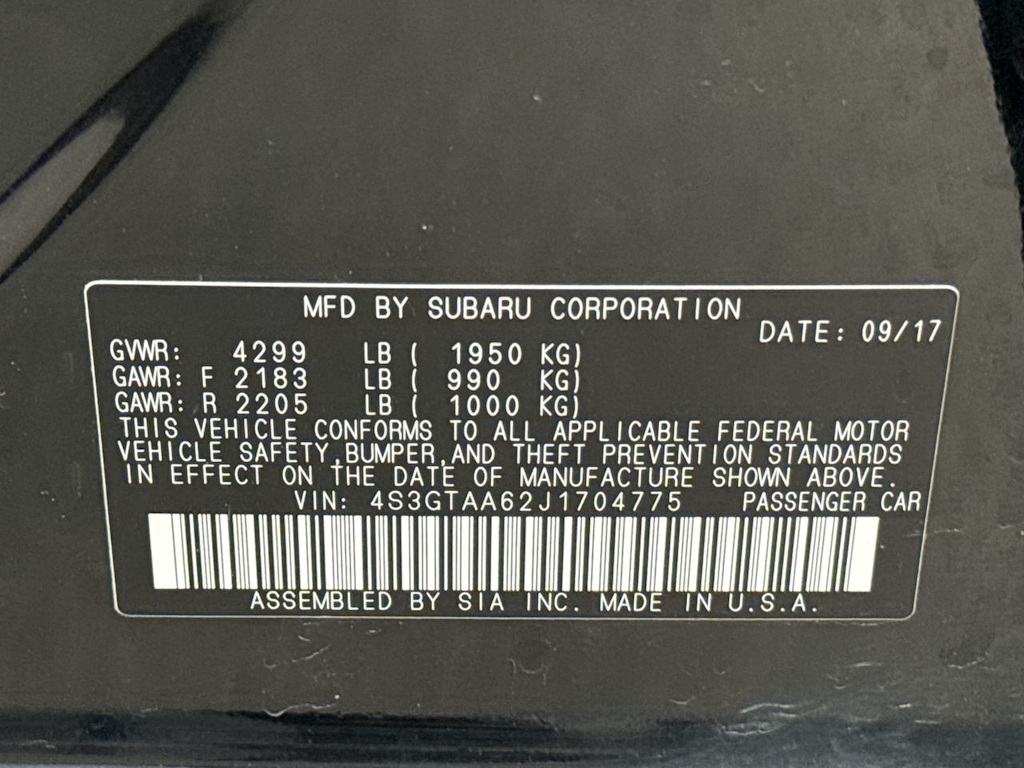 MFD BY SUBARU CORPORATION
DATE: 09/17
GVWR: 4299 LB ( 1950 KG)
GAWR: F 2183 LB ( 990 KG)
GAWR: R 2205 LB ( 1000 KG)
THIS VEHICLE CONFORMS TO ALL APPLICABLE FEDERAL MOTOR
VEHICLE SAFETY,BUMPER,AND THEFT PREVENTION STANDARDS
IN EFFECT ON THE DATE OF MANUFACTURE SHOWN ABOVE.
VIN: 4S3GTAA62J1704775 PASSENGER CAR
ASSEMBLED BY SIA INC. MADE IN U.S.A.